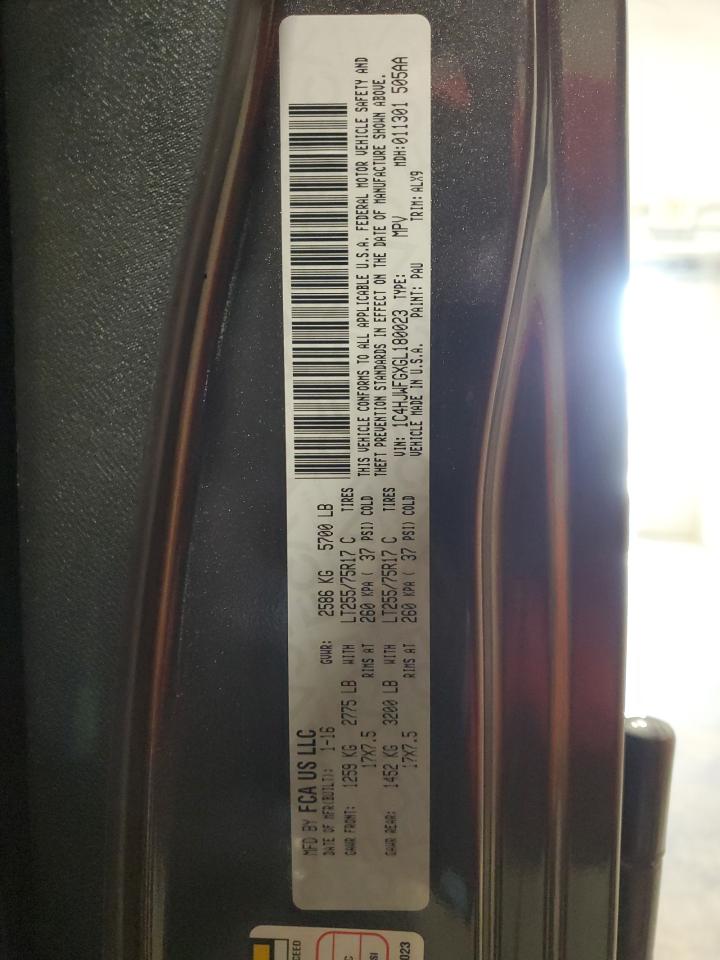 MFD BY FCA US LLC
DATE OF MFR(BUILT): 1-16 GVWR: 2586 KG 5700 LB
GAWR FRONT: 1259 KG 2775 LB WITH LT255/75R17 C TIRES
17X7.5 RIMS AT 260 KPA ( 37 PSI) COLD
GAWR REAR: 1452 KG 3200 LB WITH LT255/75R17 C TIRES
17X7.5 RIMS AT 260 KPA ( 37 PSI) COLD
THIS VEHICLE CONFORMS TO ALL APPLICABLE U.S.A. FEDERAL MOTOR VEHICLE SAFETY AND
THEFT PREVENTION STANDARDS IN EFFECT ON THE DATE OF MANUFACTURE SHOWN ABOVE.
VIN: 1C4HJWFGXGL180023 TYPE: MPV MDH:011301 505AA
VEHICLE MADE IN U.S.A. PAINT: PAU TRIM: ALX9
CEED
C
SI
0023